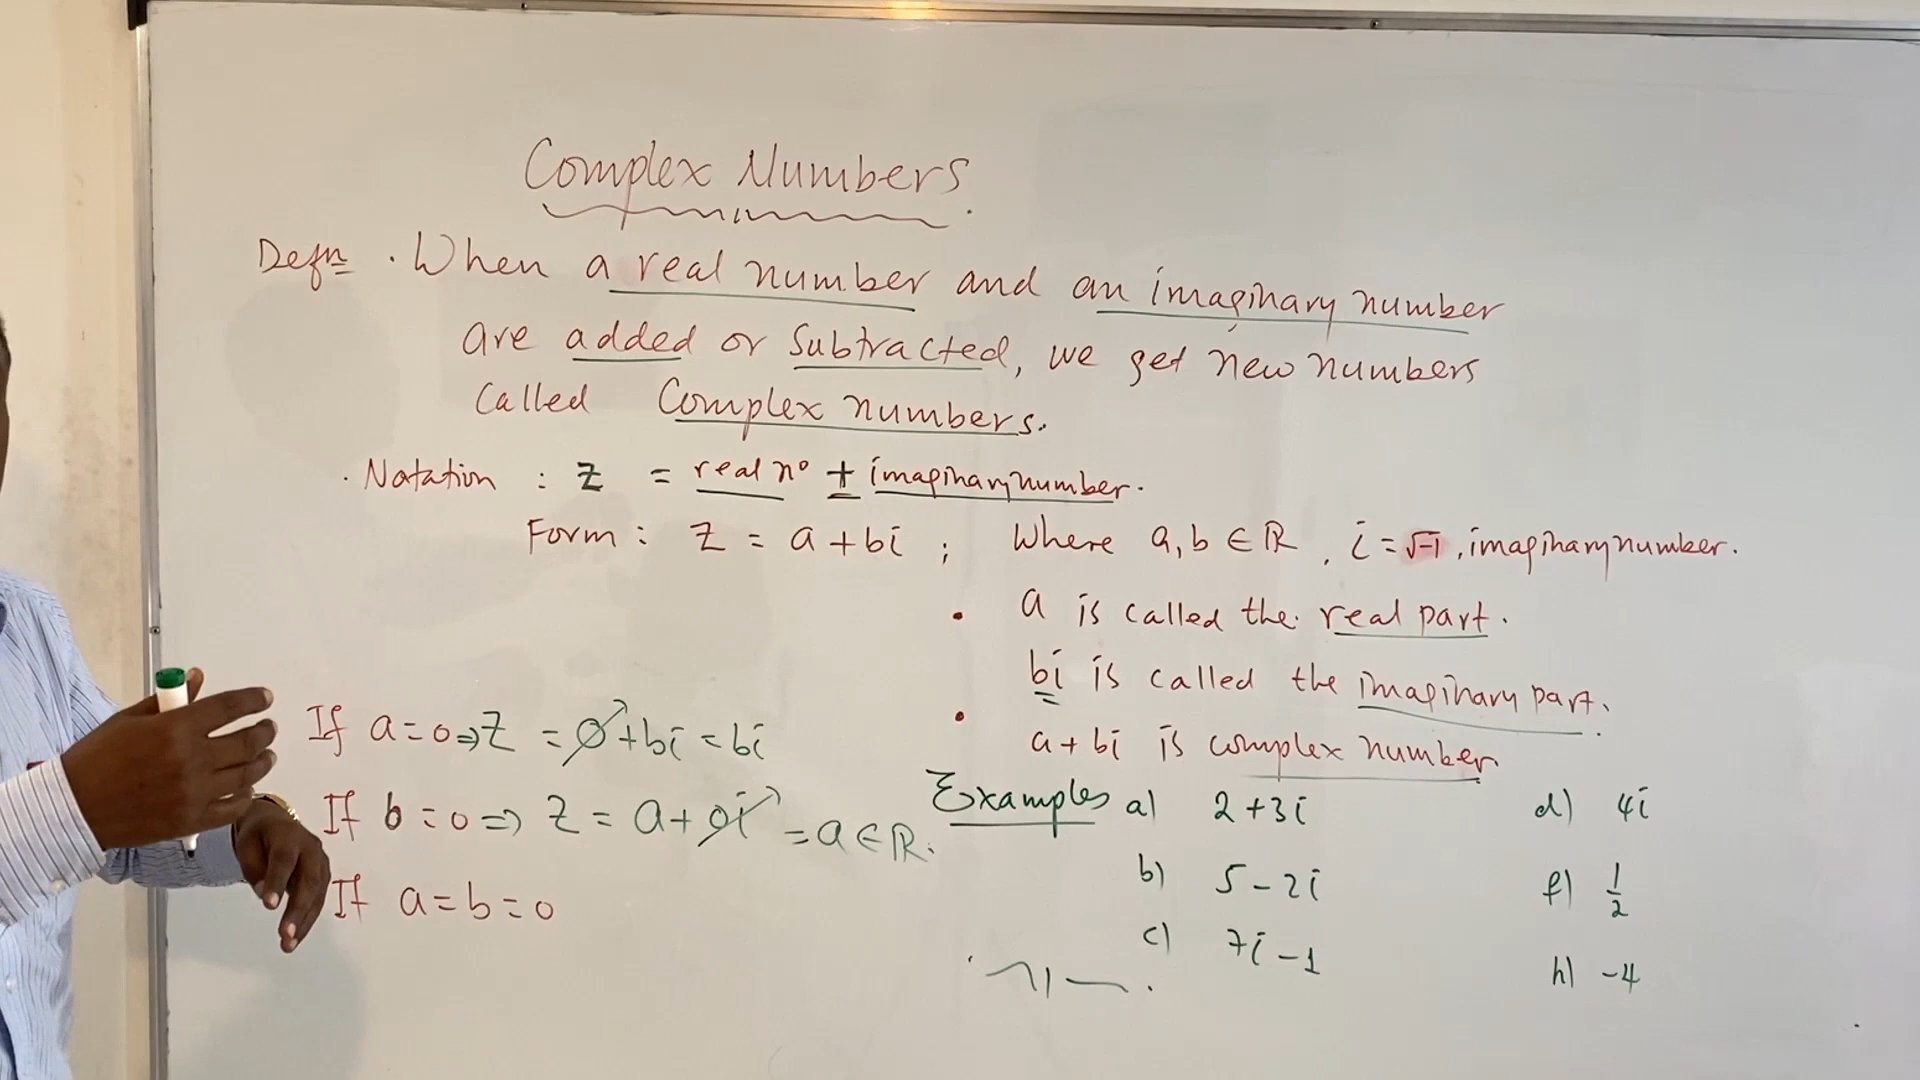 Complex Numbers.
Defn . When a real number and an imaginary number
are added or Subtracted, we get new numbers
Called Complex numbers.
. Notation : Z = real nº + imaginary number.
Form : Z = a + bi ; Where a, b ∈ ℝ , i = √-1 , imaginary number.
• a is called the real part.
bi is called the imaginary part.
• a + bi is complex number.
If a = 0 ⇒ Z = 0 + bi = bi
If b = 0 ⇒ Z = a + 0i = a ∈ ℝ.
If a = b = 0
Examples a) 2 + 3i
b) 5 - 2i
c) 7i - 1
d) 4i
f) 1/2
h) -4